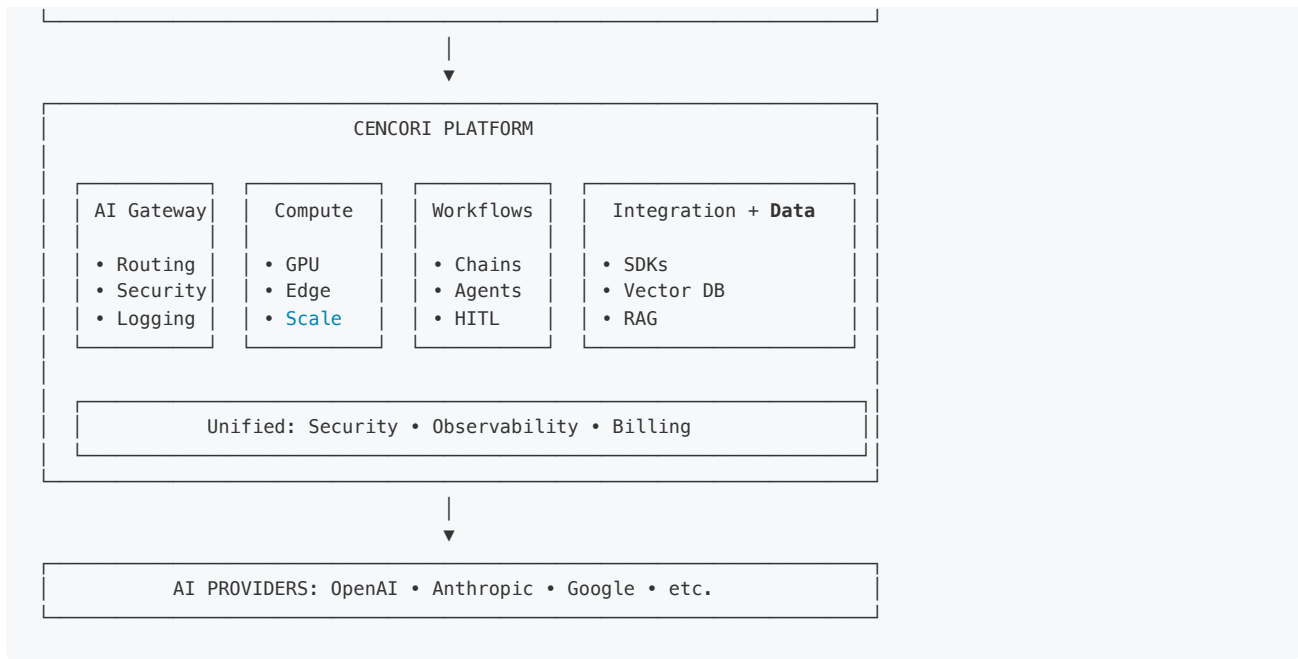 CENCORI PLATFORM
AI Gateway Compute Workflows Integration + Data
• Routing • GPU • Chains • SDKs
• Security • Edge • Agents • Vector DB
• Logging • Scale • HITL • RAG
Unified: Security • Observability • Billing
AI PROVIDERS: OpenAI • Anthropic • Google • etc.